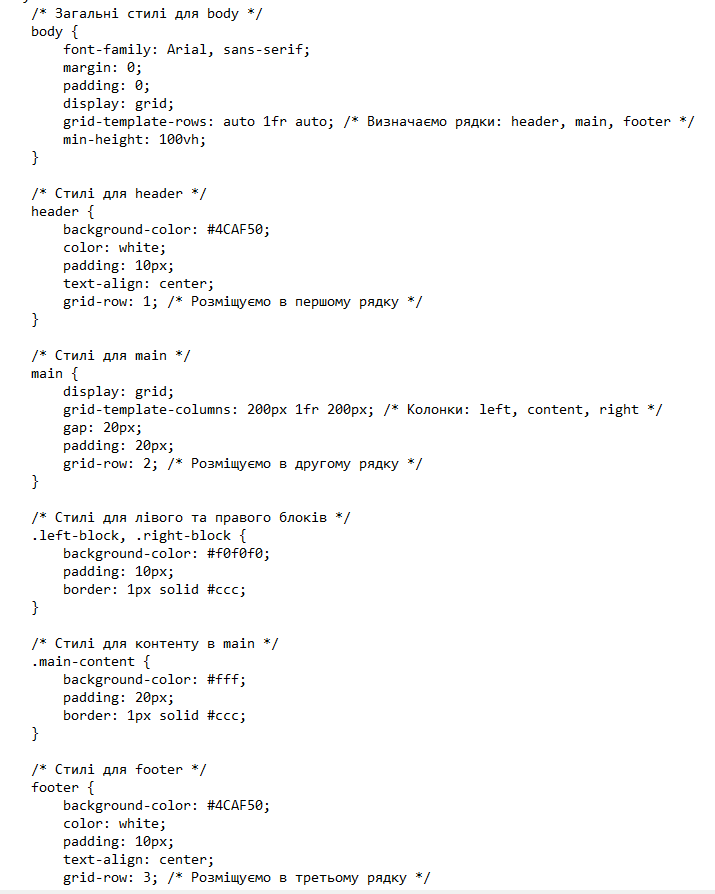 /* Загальні стилі для body */
body {
    font-family: Arial, sans-serif;
    margin: 0;
    padding: 0;
    display: grid;
    grid-template-rows: auto 1fr auto; /* Визначаємо рядки: header, main, footer */
    min-height: 100vh;
}

/* Стилі для header */
header {
    background-color: #4CAF50;
    color: white;
    padding: 10px;
    text-align: center;
    grid-row: 1; /* Розміщуємо в першому рядку */
}

/* Стилі для main */
main {
    display: grid;
    grid-template-columns: 200px 1fr 200px; /* Колонки: left, content, right */
    gap: 20px;
    padding: 20px;
    grid-row: 2; /* Розміщуємо в другому рядку */
}

/* Стилі для лівого та правого блоків */
.left-block, .right-block {
    background-color: #f0f0f0;
    padding: 10px;
    border: 1px solid #ccc;
}

/* Стилі для контенту в main */
.main-content {
    background-color: #fff;
    padding: 20px;
    border: 1px solid #ccc;
}

/* Стилі для footer */
footer {
    background-color: #4CAF50;
    color: white;
    padding: 10px;
    text-align: center;
    grid-row: 3; /* Розміщуємо в третьому рядку */